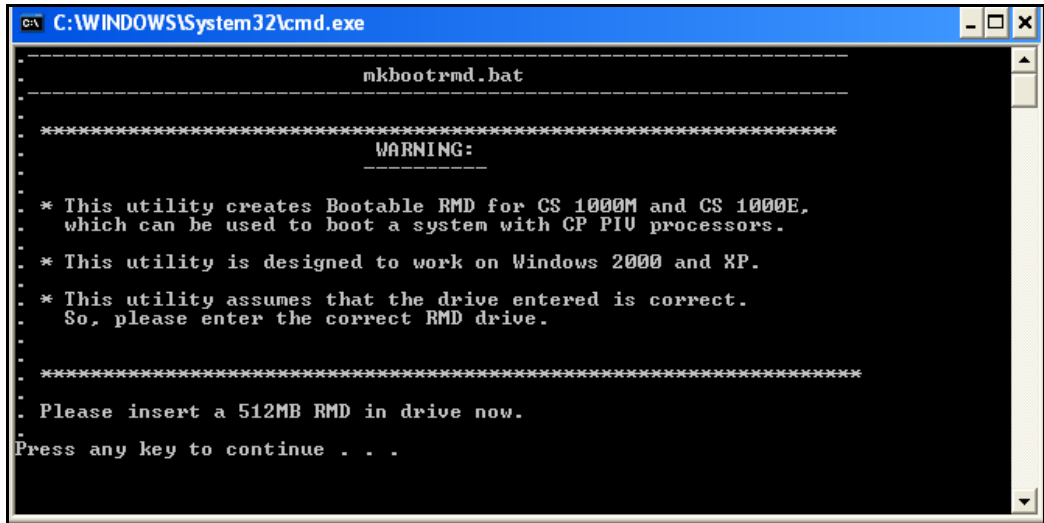 C:\WINDOWS\System32\cmd.exe
.------------------------------------------------------------------
. mkbootrmd.bat
.------------------------------------------------------------------
.
. ****************************************************************
. WARNING:
. ----------
.
. * This utility creates Bootable RMD for CS 1000M and CS 1000E,
. which can be used to boot a system with CP PIV processors.
.
. * This utility is designed to work on Windows 2000 and XP.
.
. * This utility assumes that the drive entered is correct.
. So, please enter the correct RMD drive.
.
.
. ******************************************************************
.
. Please insert a 512MB RMD in drive now.
.
Press any key to continue . . .